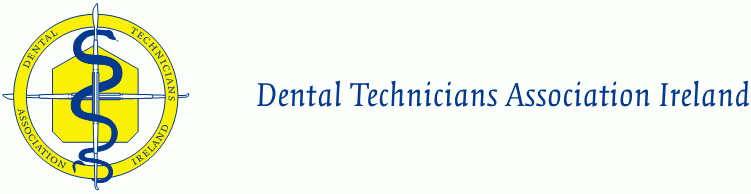 DENTAL TECHNICIANS
ASSOCIATION IRELAND
Dental Technicians Association Ireland